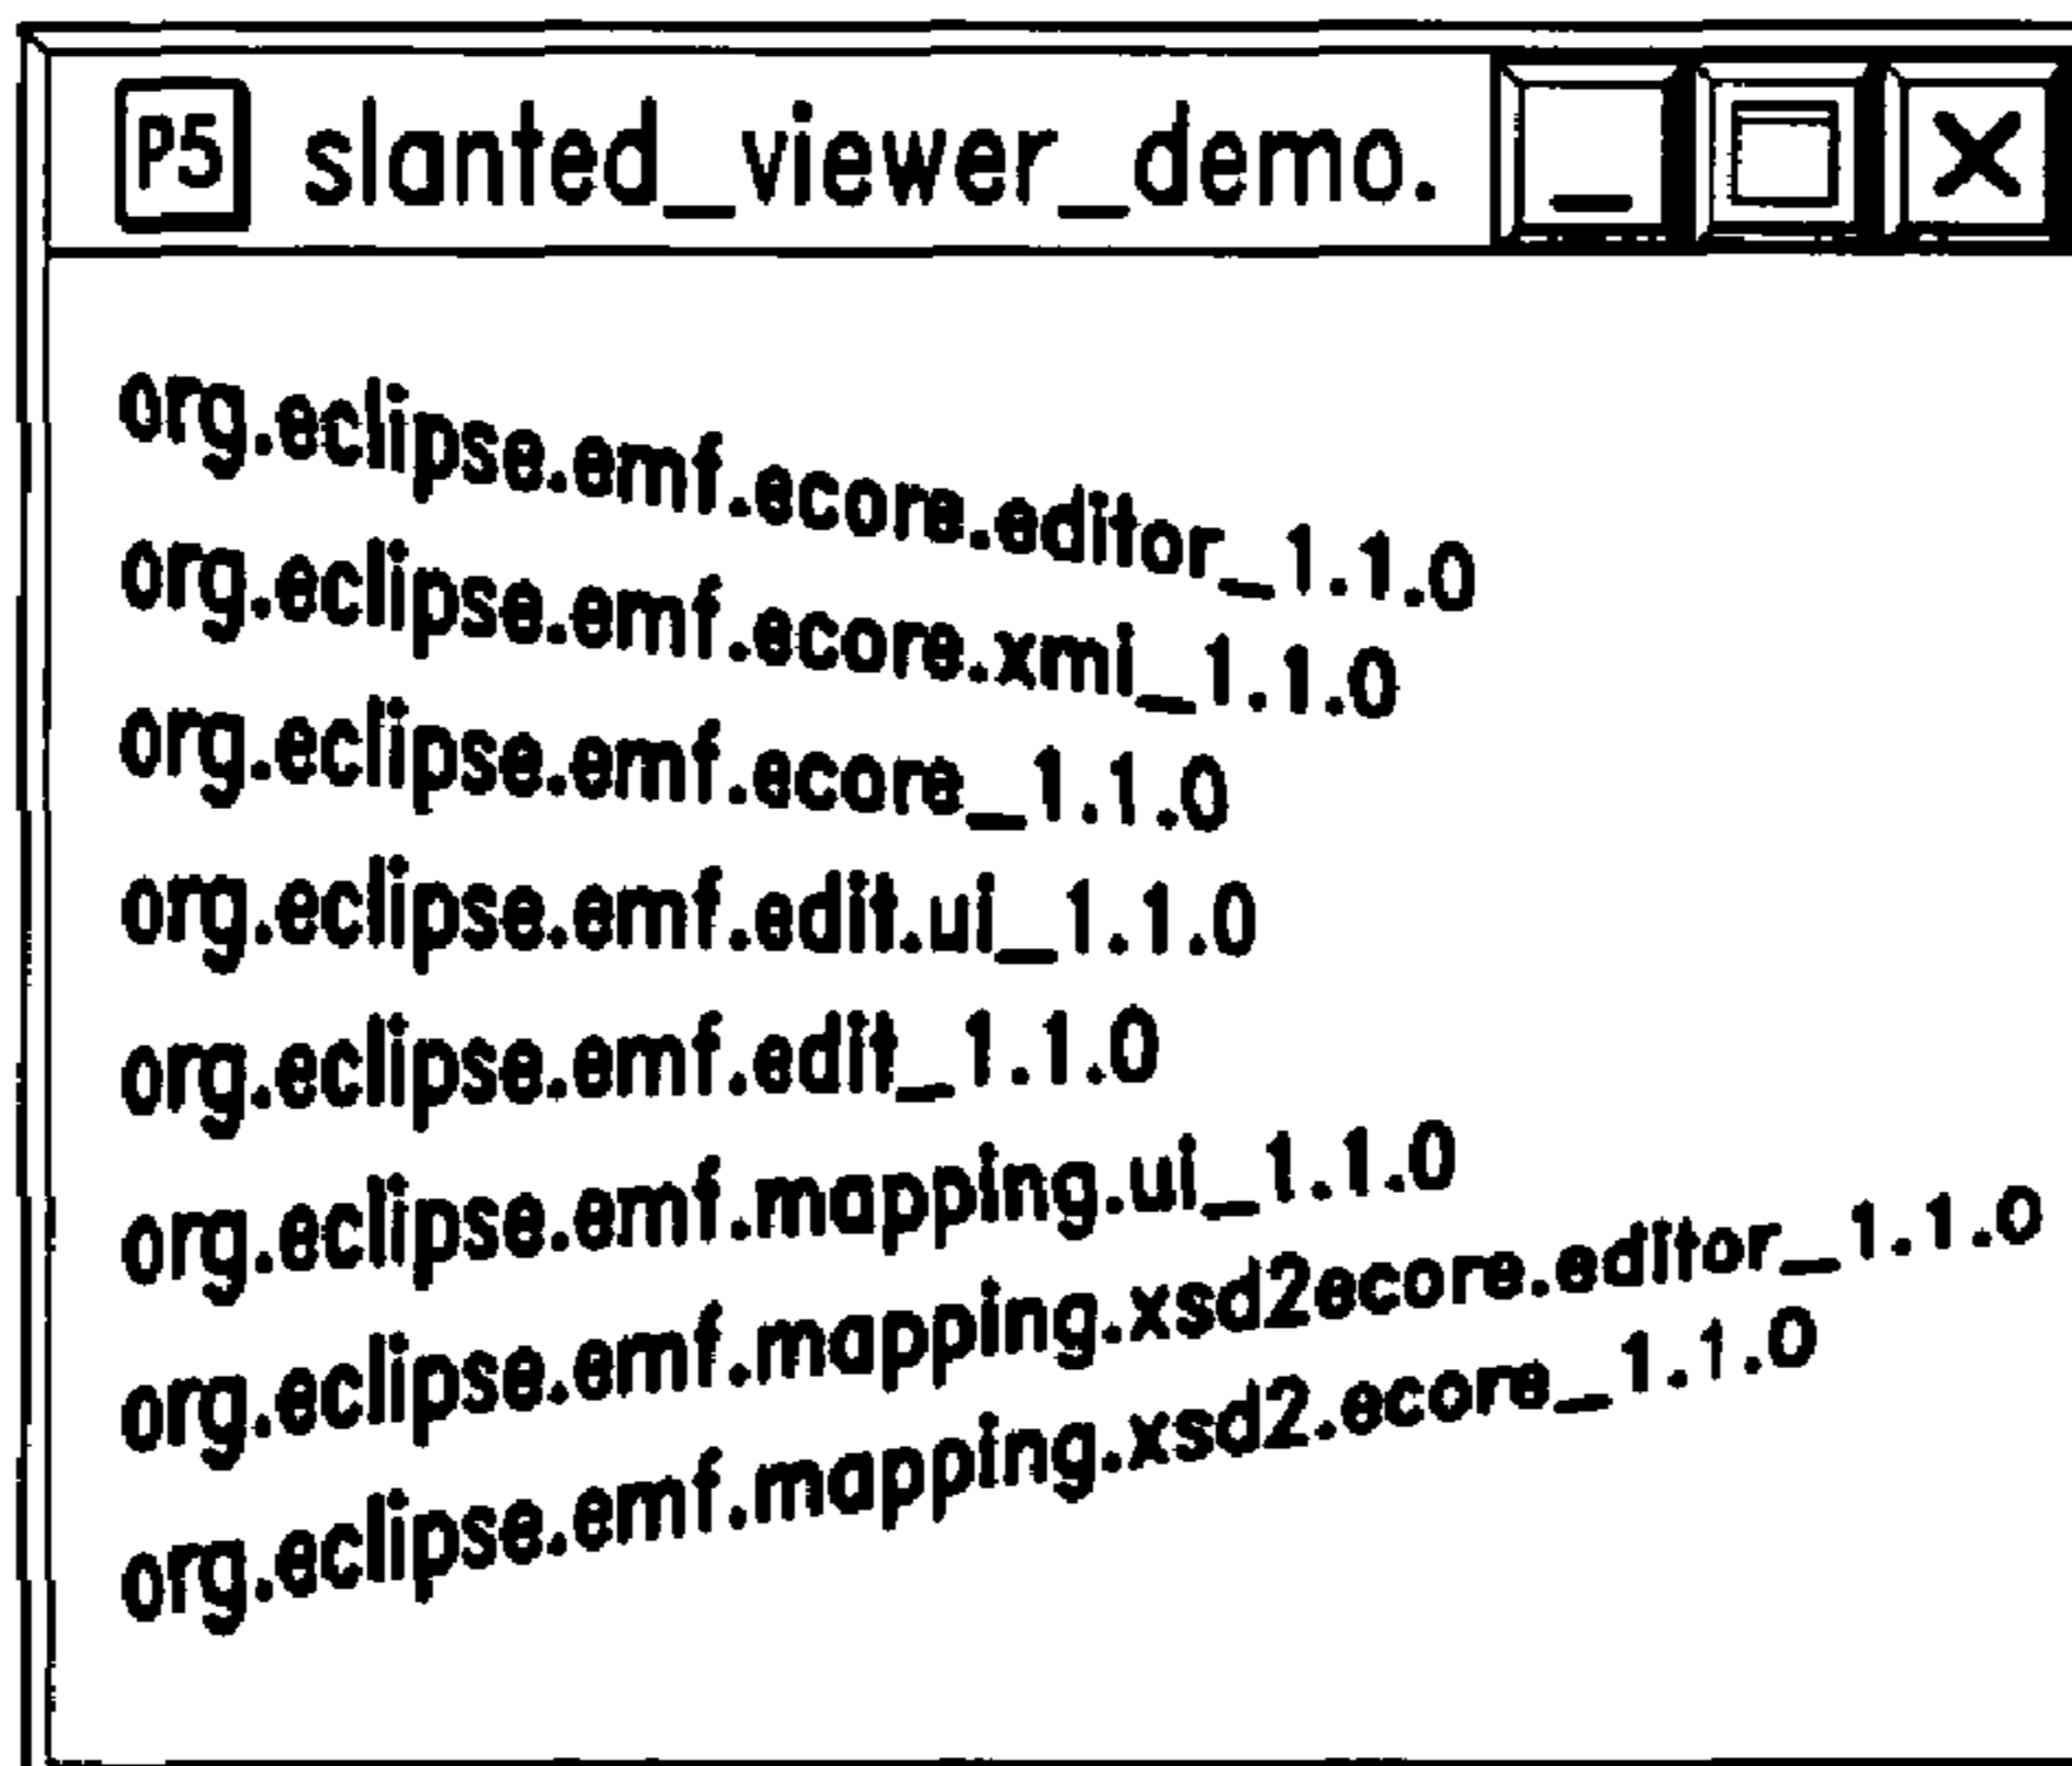 P5 slanted_viewer_demo.
org.eclipse.emf.ecore.editor_1.1.0
org.eclipse.emf.ecore.xmi_1.1.0
org.eclipse.emf.ecore_1.1.0
org.eclipse.emf.edit.ui_1.1.0
org.eclipse.emf.edit_1.1.0
org.eclipse.emf.mapping.ui_1.1.0
org.eclipse.emf.mapping.xsd2ecore.editor_1.1.0
org.eclipse.emf.mapping.xsd2.ecore_1.1.0